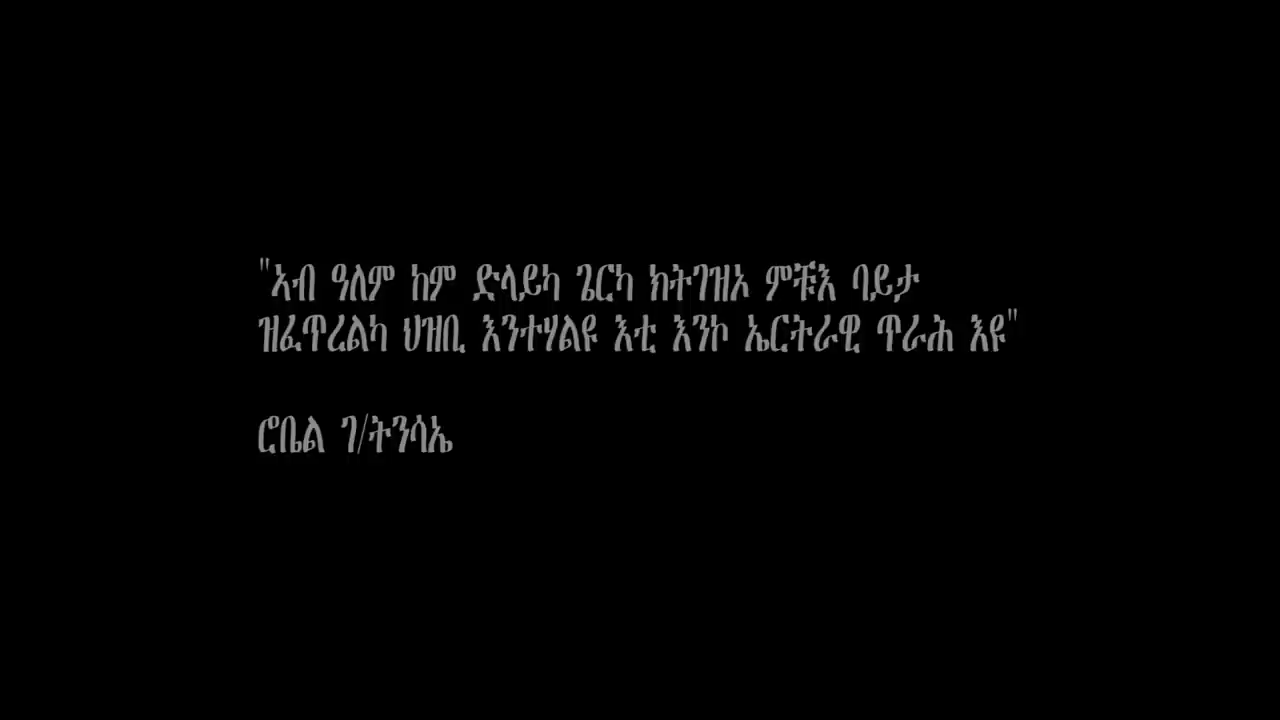 "ኣብ ዓለም ከም ድላይካ ጌርካ ክትገዝኦ ምቹእ ባይታ
ዝፈጥረልካ ህዝቢ እንተሃልዩ እቲ እንኮ ኤርትራዊ ጥራሕ እዩ"
ሮቤል ገ/ትንሳኤ